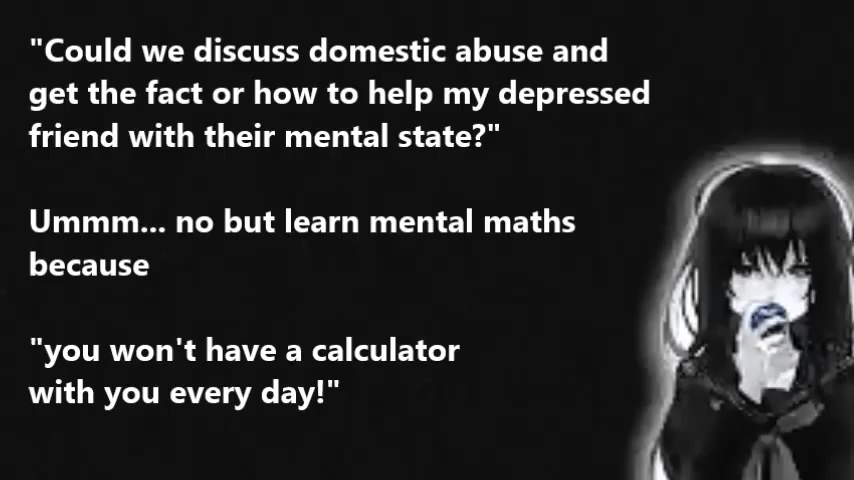 "Could we discuss domestic abuse and
get the fact or how to help my depressed
friend with their mental state?"
Ummm... no but learn mental maths
because
"you won't have a calculator
with you every day!"